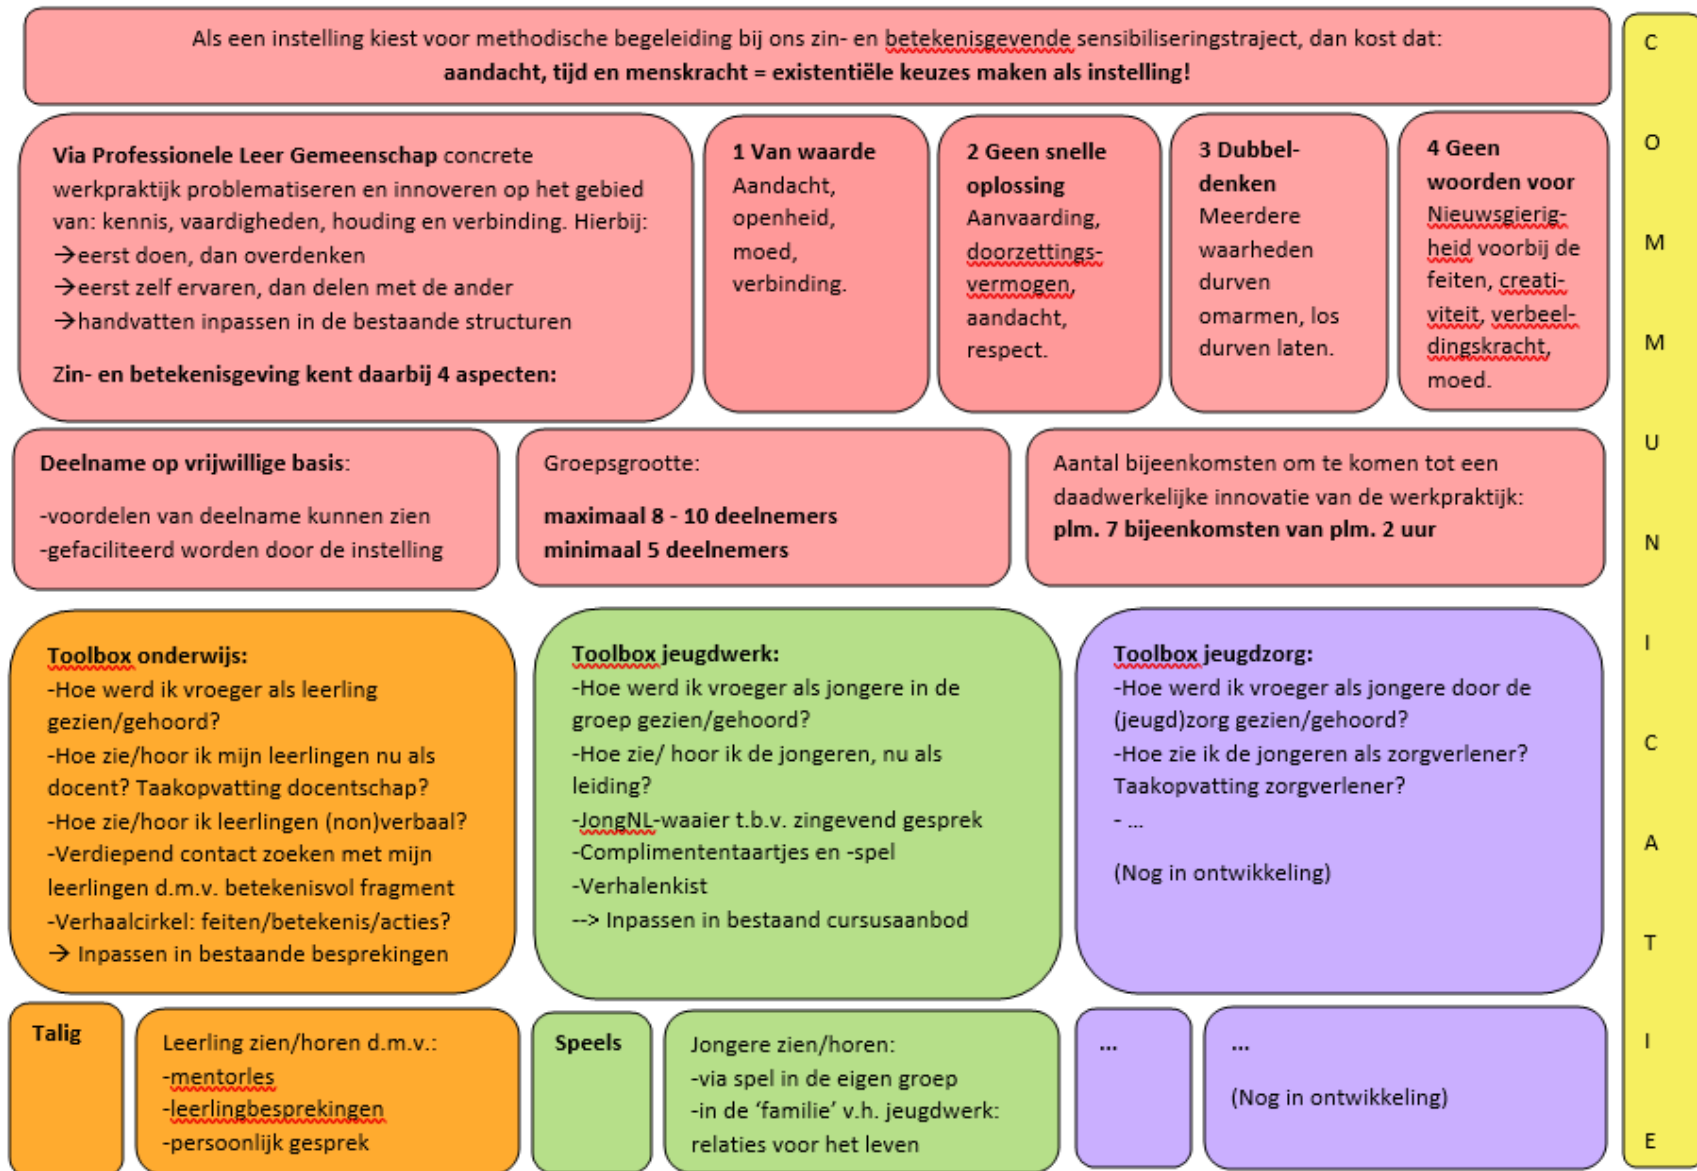 Als een instelling kiest voor methodische begeleiding bij ons zin- en betekenisgevende sensibiliseringstraject, dan kost dat:
aandacht, tijd en menskracht = existentiële keuzes maken als instelling!
Via Professionele Leer Gemeenschap concrete
werkpraktijk problematiseren en innoveren op het gebied
van: kennis, vaardigheden, houding en verbinding. Hierbij:
→eerst doen, dan overdenken
→eerst zelf ervaren, dan delen met de ander
→handvatten inpassen in de bestaande structuren
Zin- en betekenisgeving kent daarbij 4 aspecten:
1 Van waarde
Aandacht,
openheid,
moed,
verbinding.
2 Geen snelle
oplossing
Aanvaarding,
doorzettings-
vermogen,
aandacht,
respect.
3 Dubbel-
denken
Meerdere
waarheden
durven
omarmen, los
durven laten.
4 Geen
woorden voor
Nieuwsgierig-
heid voorbij de
feiten, creati-
viteit, verbeel-
dingskracht,
moed.
Deelname op vrijwillige basis:
-voordelen van deelname kunnen zien
-gefaciliteerd worden door de instelling
Groepsgrootte:
maximaal 8 - 10 deelnemers
minimaal 5 deelnemers
Aantal bijeenkomsten om te komen tot een
daadwerkelijke innovatie van de werkpraktijk:
plm. 7 bijeenkomsten van plm. 2 uur
Toolbox onderwijs:
-Hoe werd ik vroeger als leerling
gezien/gehoord?
-Hoe zie/hoor ik mijn leerlingen nu als
docent? Taakopvatting docentschap?
-Hoe zie/hoor ik leerlingen (non)verbaal?
-Verdiepend contact zoeken met mijn
leerlingen d.m.v. betekenisvol fragment
-Verhaalcirkel: feiten/betekenis/acties?
→ Inpassen in bestaande besprekingen
Toolbox jeugdwerk:
-Hoe werd ik vroeger als jongere in de
groep gezien/gehoord?
-Hoe zie/ hoor ik de jongeren, nu als
leiding?
-JongNL-waaier t.b.v. zingevend gesprek
-Complimententaartjes en -spel
-Verhalenkist
--> Inpassen in bestaand cursusaanbod
Toolbox jeugdzorg:
-Hoe werd ik vroeger als jongere door de
(jeugd)zorg gezien/gehoord?
-Hoe zie ik de jongeren als zorgverlener?
Taakopvatting zorgverlener?
- ...
(Nog in ontwikkeling)
Talig
Leerling zien/horen d.m.v.:
-mentorles
-leerlingbesprekingen
-persoonlijk gesprek
Speels
Jongere zien/horen:
-via spel in de eigen groep
-in de ‘familie’ v.h. jeugdwerk:
relaties voor het leven
...
...
(Nog in ontwikkeling)
C
O
M
M
U
N
I
C
A
T
I
E